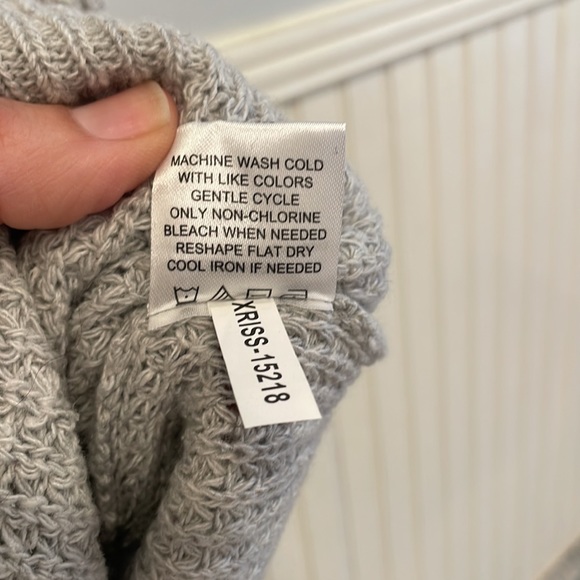 MACHINE WASH COLD
WITH LIKE COLORS
GENTLE CYCLE
ONLY NON-CHLORINE
BLEACH WHEN NEEDED
RESHAPE FLAT DRY
COOL IRON IF NEEDED
XRISS-15218